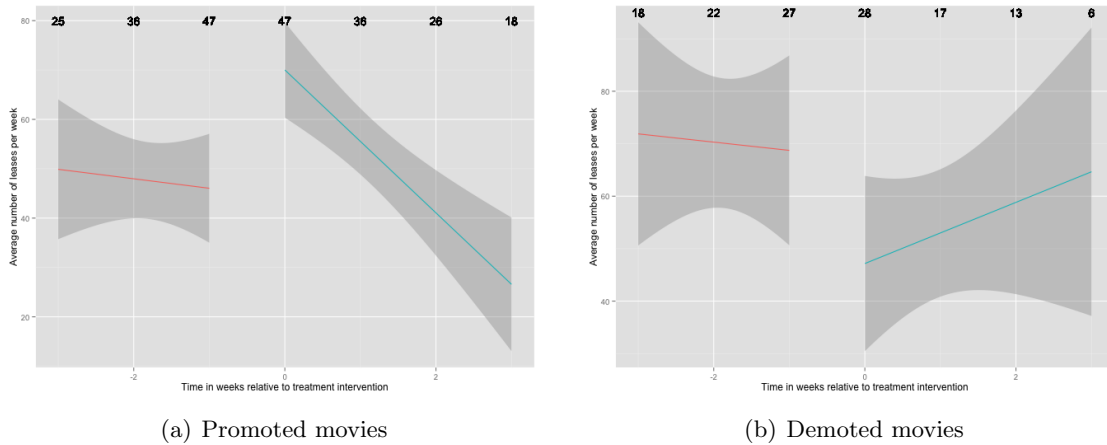 25 36 47 47 36 26 18
80
60
40
20
Average number of leases per week
-2 0 2
Time in weeks relative to treatment intervention
(a) Promoted movies
18 22 27 28 17 13 6
80
60
40
Average number of leases per week
-2 0 2
Time in weeks relative to treatment intervention
(b) Demoted movies